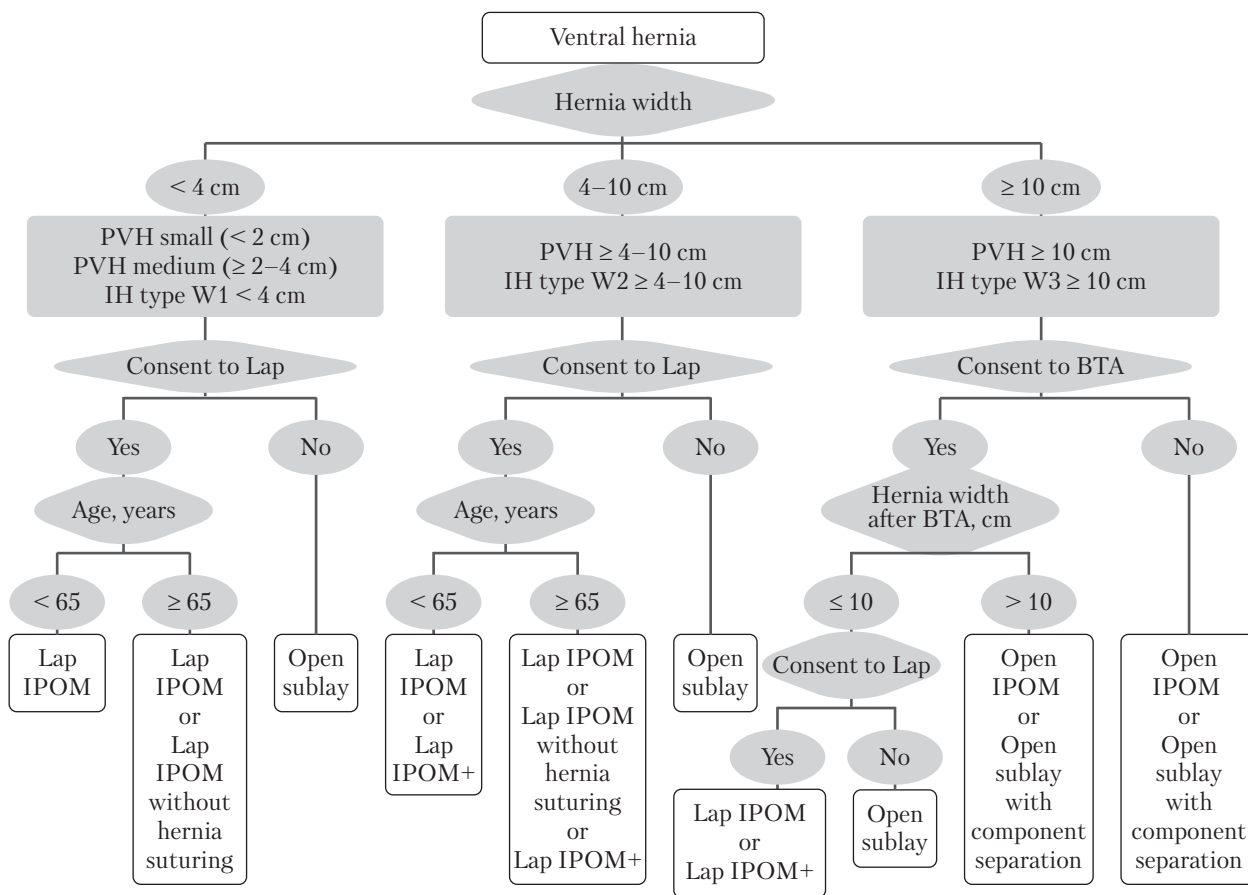 Ventral hernia
Hernia width
< 4 cm
4–10 cm
≥ 10 cm
PVH small (< 2 cm)
PVH medium (≥ 2–4 cm)
IH type W1 < 4 cm
PVH ≥ 4–10 cm
IH type W2 ≥ 4–10 cm
PVH ≥ 10 cm
IH type W3 ≥ 10 cm
Consent to Lap
Consent to Lap
Consent to BTA
Yes
No
Yes
No
Yes
No
Age, years
Age, years
Hernia width
after BTA, cm
< 65
≥ 65
< 65
≥ 65
≤ 10
> 10
Lap
IPOM
Lap
IPOM
or
Lap
IPOM
without
hernia
suturing
Open
sublay
Lap
IPOM
or
Lap
IPOM+
Lap IPOM
or
Lap IPOM
without
hernia
suturing
or
Lap IPOM+
Open
sublay
Consent to Lap
Yes
No
Lap IPOM
or
Lap IPOM+
Open
sublay
Open
IPOM
or
Open
sublay
with
component
separation
Open
IPOM
or
Open
sublay
with
component
separation